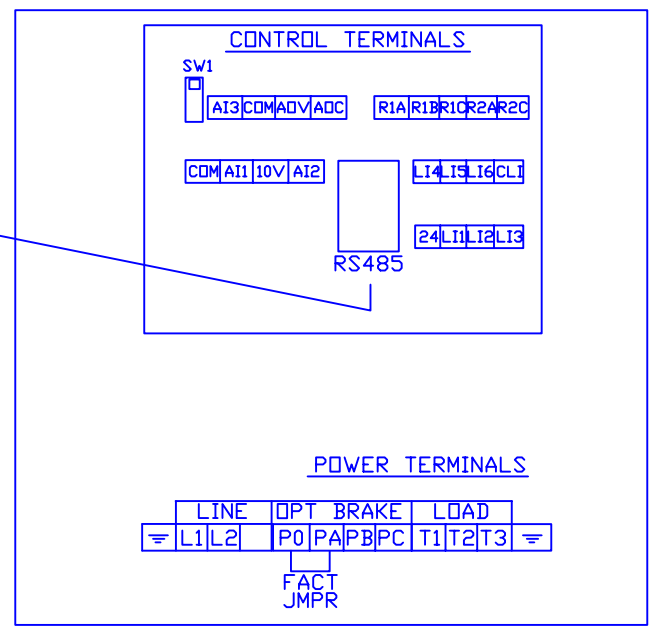 CONTROL TERMINALS
SW1
AI3 COM AOV AOC R1A R1B R1C R2A R2C
COM AI1 10V AI2 LI4 LI5 LI6 CLI
24 LI1 LI2 LI3
RS485
POWER TERMINALS
LINE OPT BRAKE LOAD
L1 L2 P0 PA PB PC T1 T2 T3
FACT
JMPR